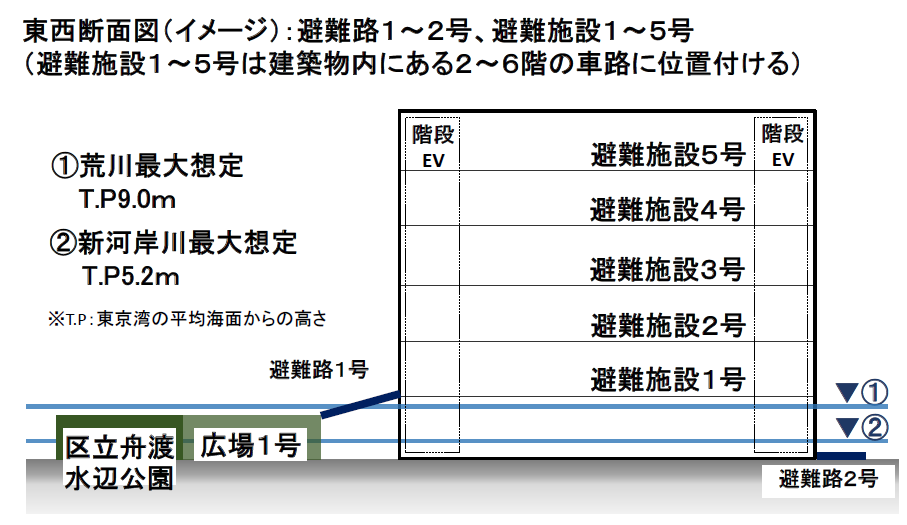 東西断面図(イメージ):避難路1~2号、避難施設1~5号
(避難施設1~5号は建築物内にある2~6階の車路に位置付ける)
①荒川最大想定
T.P9.0m
②新河岸川最大想定
T.P5.2m
※T.P:東京湾の平均海面からの高さ
階段
EV
階段
EV
避難施設5号
避難施設4号
避難施設3号
避難施設2号
避難施設1号
避難路1号
▼①
▼②
区立舟渡
水辺公園
広場1号
避難路2号